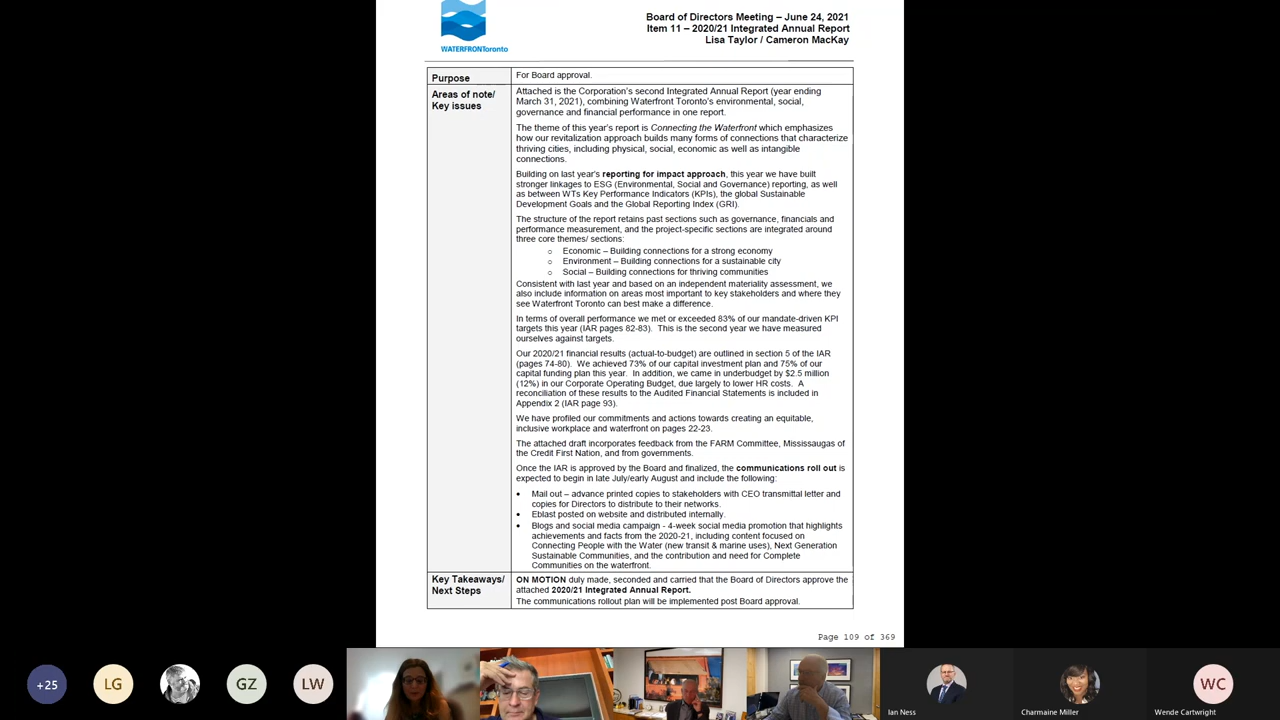 WATERFRONToronto
Board of Directors Meeting – June 24, 2021
Item 11 – 2020/21 Integrated Annual Report
Lisa Taylor / Cameron MacKay
Purpose
For Board approval.
Areas of note/
Key issues
Attached is the Corporation's second Integrated Annual Report (year ending
March 31, 2021), combining Waterfront Toronto's environmental, social,
governance and financial performance in one report.
The theme of this year's report is Connecting the Waterfront which emphasizes
how our revitalization approach builds many forms of connections that characterize
thriving cities, including physical, social, economic as well as intangible
connections.
Building on last year's reporting for impact approach, this year we have built
stronger linkages to ESG (Environmental, Social and Governance) reporting, as well
as between WTs Key Performance Indicators (KPIs), the global Sustainable
Development Goals and the Global Reporting Index (GRI).
The structure of the report retains past sections such as governance, financials and
performance measurement, and the project-specific sections are integrated around
three core themes/ sections:
o Economic – Building connections for a strong economy
o Environment – Building connections for a sustainable city
o Social – Building connections for thriving communities
Consistent with last year and based on an independent materiality assessment, we
also include information on areas most important to key stakeholders and where they
see Waterfront Toronto can best make a difference.
In terms of overall performance we met or exceeded 83% of our mandate-driven KPI
targets this year (IAR pages 82-83). This is the second year we have measured
ourselves against targets.
Our 2020/21 financial results (actual-to-budget) are outlined in section 5 of the IAR
(pages 74-80). We achieved 73% of our capital investment plan and 75% of our
capital funding plan this year. In addition, we came in underbudget by $2.5 million
(12%) in our Corporate Operating Budget, due largely to lower HR costs. A
reconciliation of these results to the Audited Financial Statements is included in
Appendix 2 (IAR page 93).
We have profiled our commitments and actions towards creating an equitable,
inclusive workplace and waterfront on pages 22-23.
The attached draft incorporates feedback from the FARM Committee, Mississaugas of
the Credit First Nation, and from governments.
Once the IAR is approved by the Board and finalized, the communications roll out is
expected to begin in late July/early August and include the following:
• Mail out – advance printed copies to stakeholders with CEO transmittal letter and
copies for Directors to distribute to their networks.
• Eblast posted on website and distributed internally.
• Blogs and social media campaign - 4-week social media promotion that highlights
achievements and facts from the 2020-21, including content focused on
Connecting People with the Water (new transit & marine uses), Next Generation
Sustainable Communities, and the contribution and need for Complete
Communities on the waterfront.
Key Takeaways/
Next Steps
ON MOTION duly made, seconded and carried that the Board of Directors approve the
attached 2020/21 Integrated Annual Report.
The communications rollout plan will be implemented post Board approval.
Page 109 of 369
+25
LG
GZ
LW
WC
Ian Ness
Charmaine Miller
Wende Cartwright